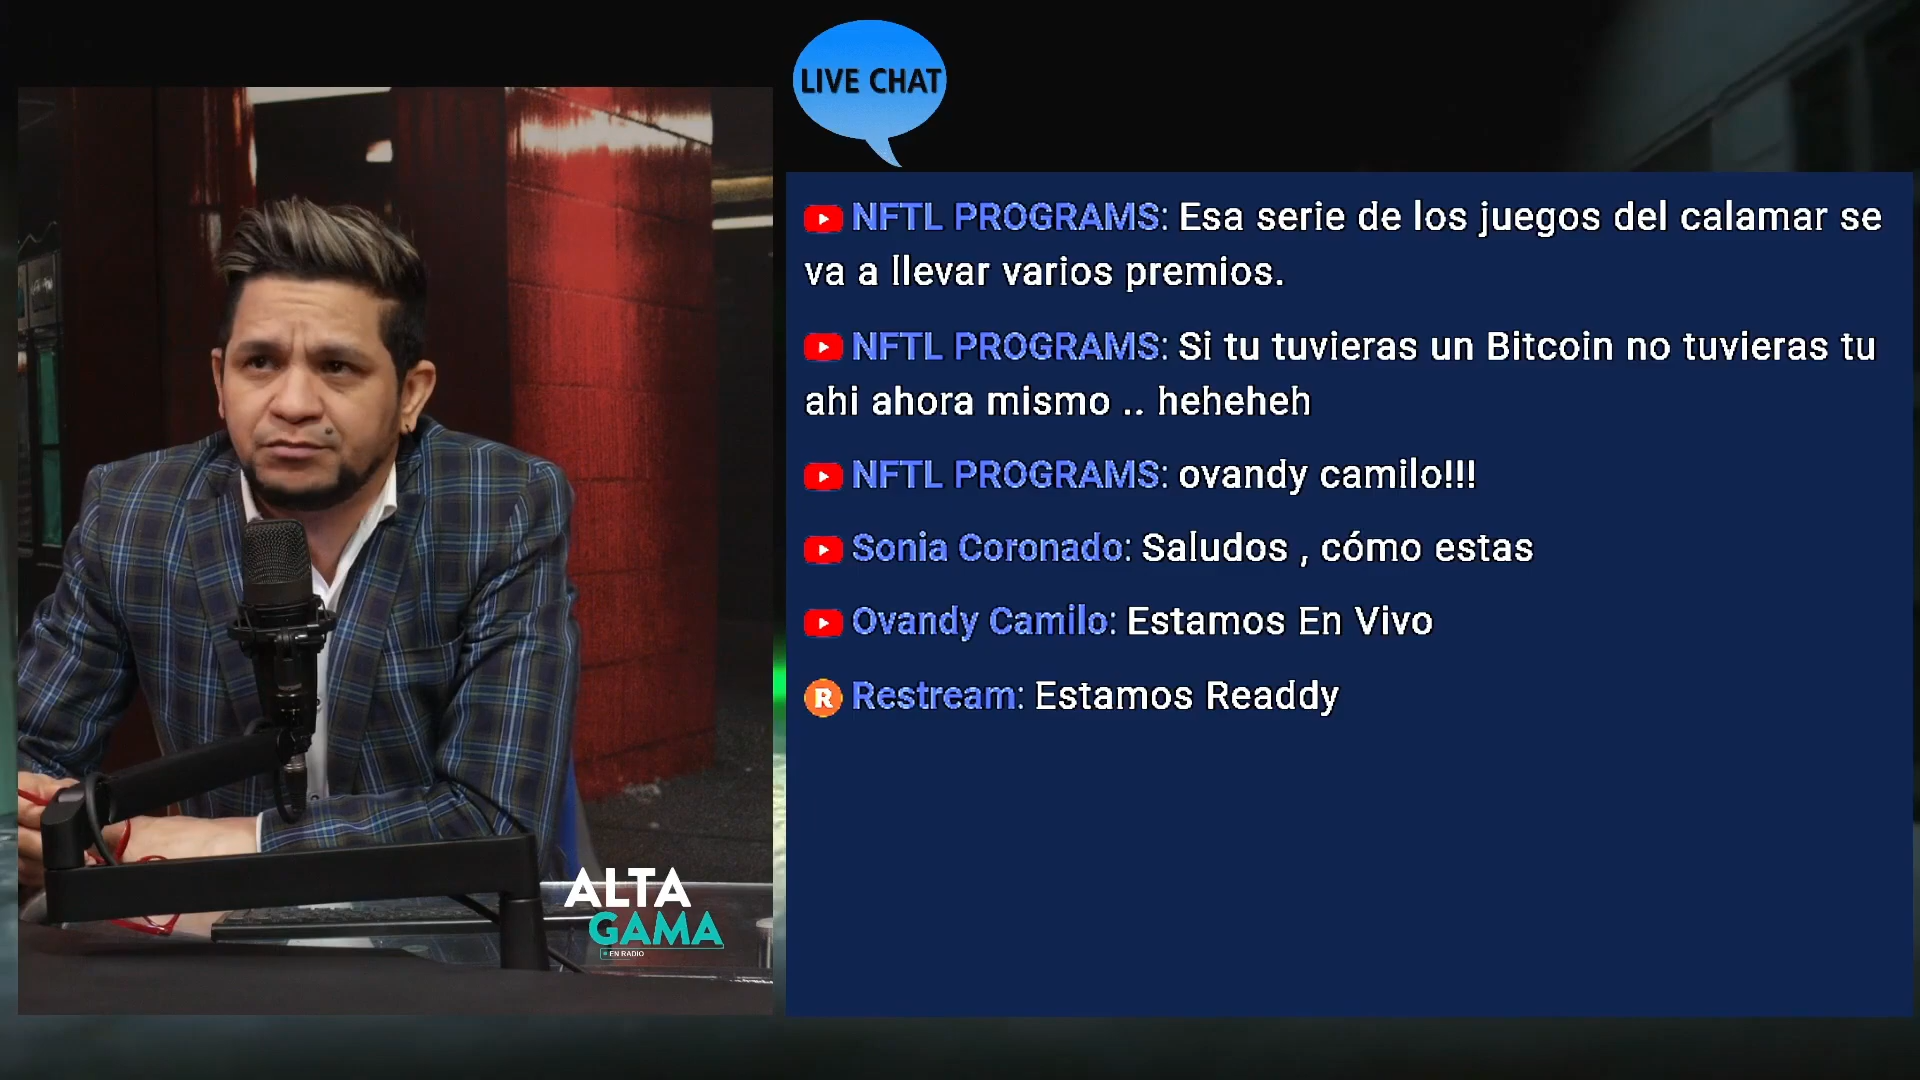 LIVE CHAT
NFTL PROGRAMS: Esa serie de los juegos del calamar se
va a llevar varios premios.
NFTL PROGRAMS: Si tu tuvieras un Bitcoin no tuvieras tu
ahi ahora mismo .. heheheh
NFTL PROGRAMS: ovandy camilo!!!
Sonia Coronado: Saludos , cómo estas
Ovandy Camilo: Estamos En Vivo
R Restream: Estamos Readdy
ALTA
GAMA
EN RADIO